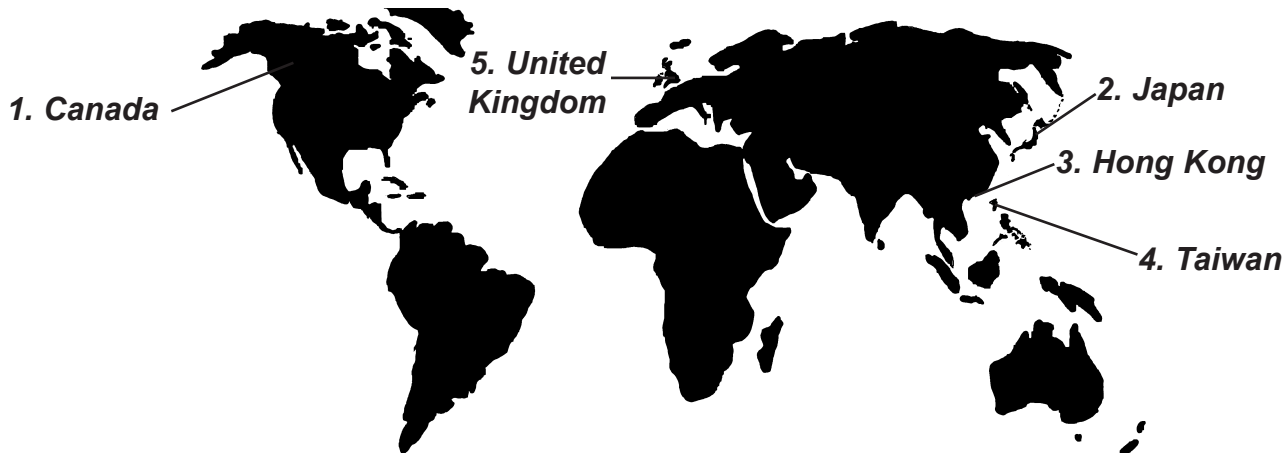 1. Canada
5. United
Kingdom
2. Japan
3. Hong Kong
4. Taiwan